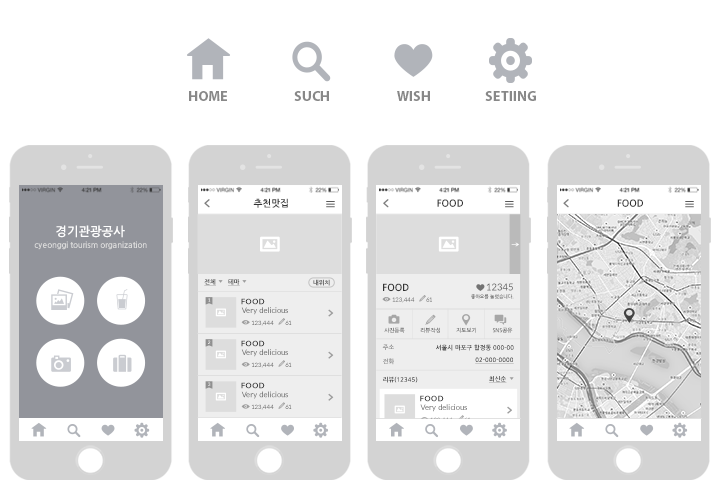 HOME
SUCH
WISH
SETIING
VIRGIN 4:21 PM 22%
경기관광공사
cyeonggi tourism organization
VIRGIN 4:21 PM 22%
추천맛집
전체 테마 내위치
1
FOOD
Very delicious
123,444 61
2
FOOD
Very delicious
123,444 61
3
FOOD
Very delicious
123,444 61
VIRGIN 4:21 PM 22%
FOOD
FOOD 12345
123,444 61 좋아요를 눌렀습니다
사진등록 리뷰작성 지도보기 SNS공유
주소 서울시 마포구 합정동 000-00
전화 02-000-0000
리뷰(12345) 최신순
FOOD
Very delicious
VIRGIN 4:21 PM 22%
FOOD